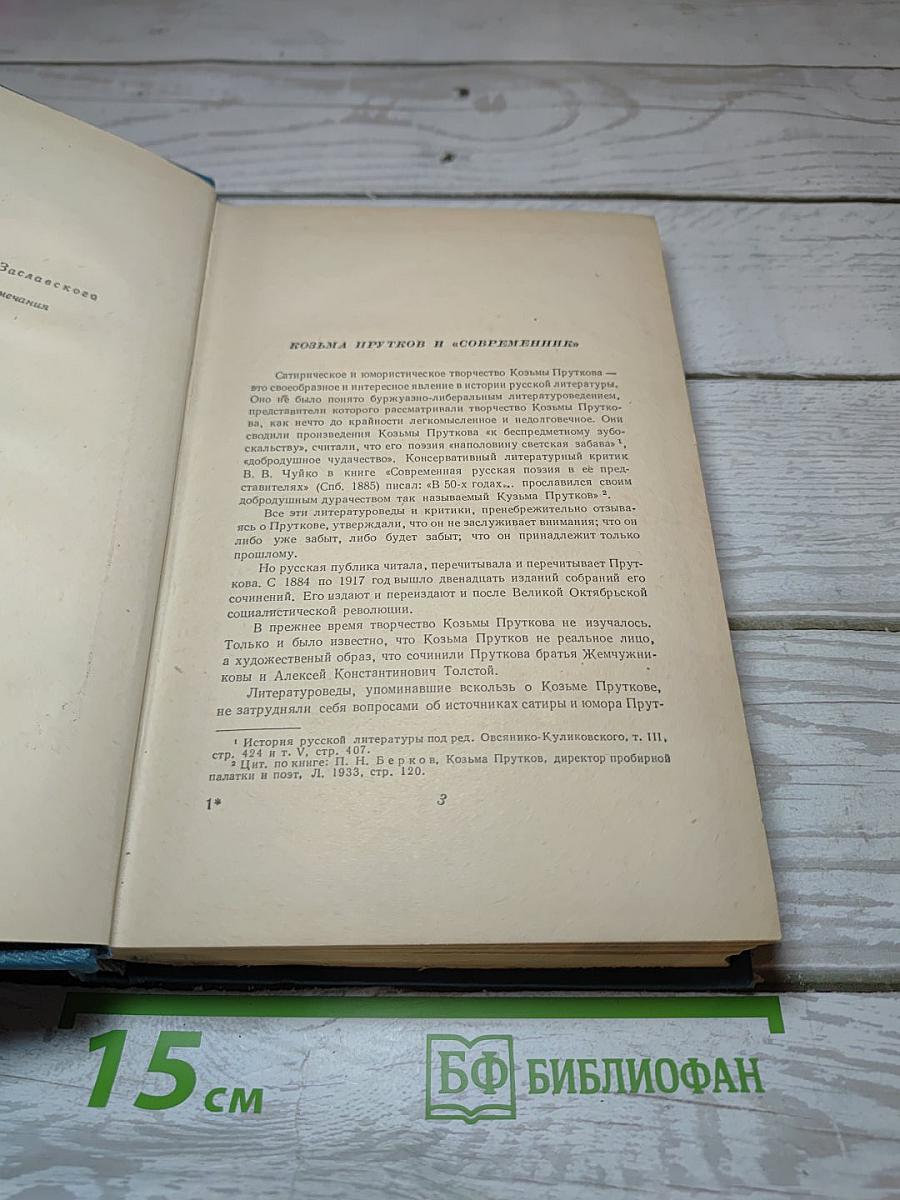 Заславского
мечания
КОЗЬМА ПРУТКОВ И «СОВРЕМЕННИК»
Сатирическое и юмористическое творчество Козьмы Пруткова —
это своеобразное и интересное явление в истории русской литературы.
Оно не было понято буржуазно-либеральным литературоведением,
представители которого рассматривали творчество Козьмы Прутко-
ва, как нечто до крайности легкомысленное и недолговечное. Они
сводили произведения Козьмы Пруткова «к беспредметному зубо-
скальству», считали, что его поэзия «наполовину светская забава» ¹,
«добродушное чудачество». Консервативный литературный критик
В. В. Чуйко в книге «Современная русская поэзия в её пред-
ставителях» (Спб. 1885) писал: «В 50-х годах... прославился своим
добродушным дурачеством так называемый Кузьма Прутков» ².
Все эти литературоведы и критики, пренебрежительно отзыва-
ясь о Пруткове, утверждали, что он не заслуживает внимания; что он
либо уже забыт, либо будет забыт; что он принадлежит только
прошлому.
Но русская публика читала, перечитывала и перечитывает Прут-
кова. С 1884 по 1917 год вышло двенадцать изданий собраний его
сочинений. Его издают и переиздают и после Великой Октябрьской
социалистической революции.
В прежнее время творчество Козьмы Пруткова не изучалось.
Только и было известно, что Козьма Прутков не реальное лицо,
а художественый образ, что сочинили Пруткова братья Жемчужни-
ковы и Алексей Константинович Толстой.
Литературоведы, упоминавшие вскользь о Козьме Пруткове,
не затрудняли себя вопросами об источниках сатиры и юмора Прут-
¹ История русской литературы под ред. Овсянико-Куликовского, т. III,
стр. 424 и т. V, стр. 407.
² Цит. по книге: П. Н. Берков, Козьма Прутков, директор пробирной
палатки и поэт, Л. 1933, стр. 120.
1*
3
15 см
БФ БИБЛИОФАН